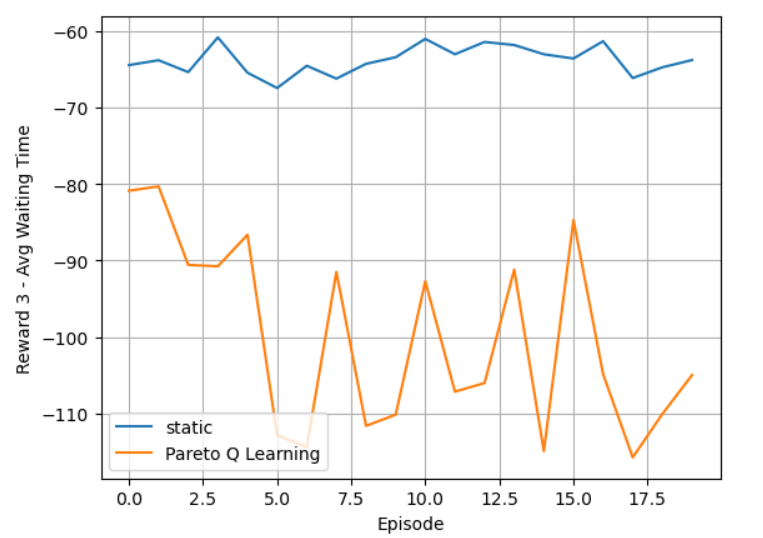 −60
−70
−80
−90
−100
−110
Reward 3 - Avg Waiting Time
static
Pareto Q Learning
0.0 2.5 5.0 7.5 10.0 12.5 15.0 17.5
Episode